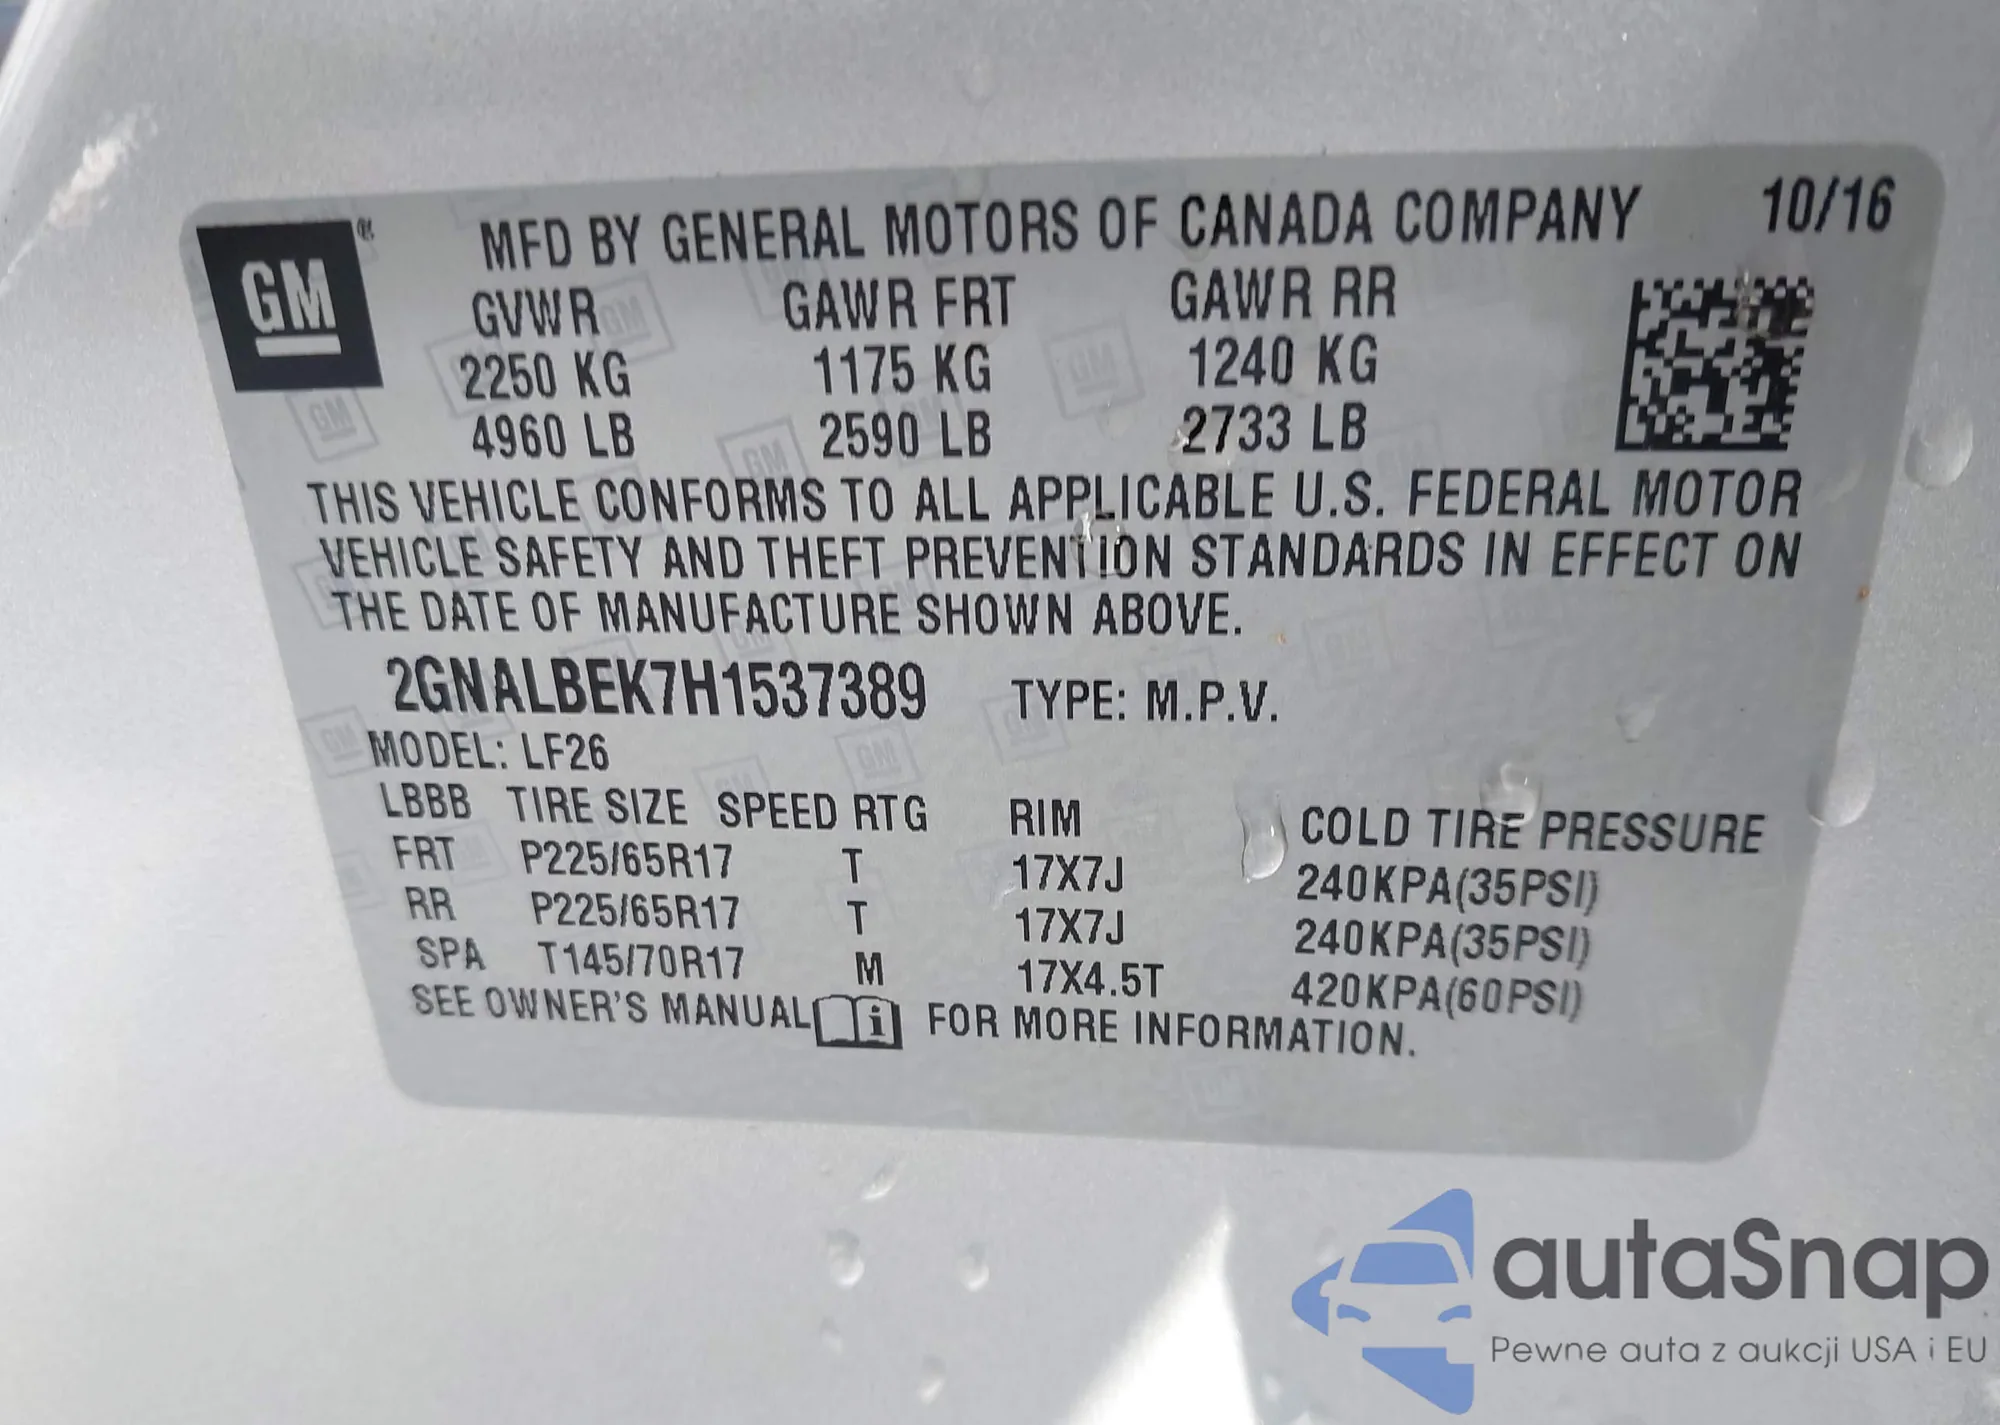 GM ® MFD BY GENERAL MOTORS OF CANADA COMPANY 10/16
GVWR GAWR FRT GAWR RR
2250 KG 1175 KG 1240 KG
4960 LB 2590 LB 2733 LB
THIS VEHICLE CONFORMS TO ALL APPLICABLE U.S. FEDERAL MOTOR
VEHICLE SAFETY AND THEFT PREVENTION STANDARDS IN EFFECT ON
THE DATE OF MANUFACTURE SHOWN ABOVE.
2GNALBEK7H1537389 TYPE: M.P.V.
MODEL: LF26
LBBB TIRE SIZE SPEED RTG RIM COLD TIRE PRESSURE
FRT P225/65R17 T 17X7J 240KPA(35PSI)
RR P225/65R17 T 17X7J 240KPA(35PSI)
SPA T145/70R17 M 17X4.5T 420KPA(60PSI)
SEE OWNER'S MANUAL i FOR MORE INFORMATION.
autaSnap
Pewne auta z aukcji USA i EU